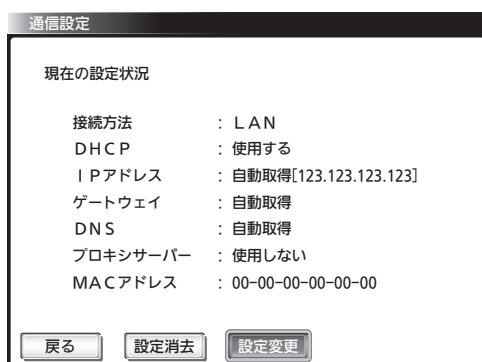 通信設定
現在の設定状況
接続方法 : LAN
DHCP : 使用する
IPアドレス : 自動取得[123.123.123.123]
ゲートウェイ : 自動取得
DNS : 自動取得
プロキシサーバー : 使用しない
MACアドレス : 00-00-00-00-00-00
戻る 設定消去 設定変更